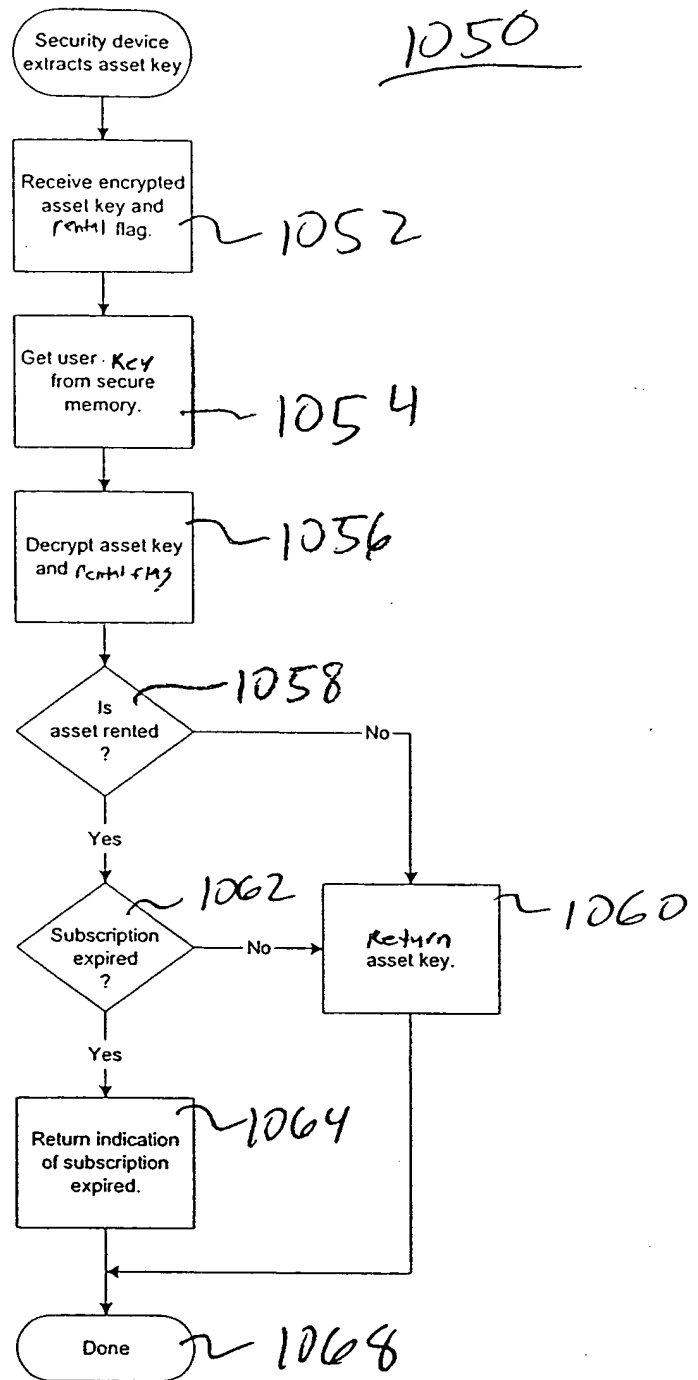 Security device
extracts asset key
1050
Receive encrypted
asset key and
rental flag.
1052
Get user Key
from secure
memory.
1054
Decrypt asset key
and rental flag
1056
Is
asset rented
?
1058
No
Yes
Subscription
expired
?
1062
No
Return
asset key.
1060
Yes
Return indication
of subscription
expired.
1064
Done
1068